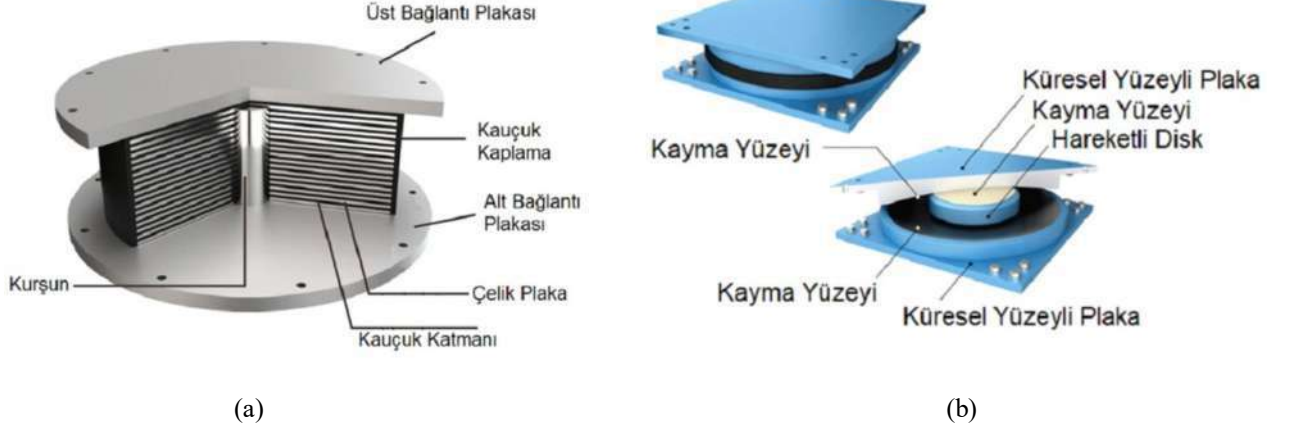 Üst Bağlantı Plakası
Kauçuk
Kaplama
Alt Bağlantı
Plakası
Kurşun
Çelik Plaka
Kauçuk Katmanı
(a)
Küresel Yüzeyli Plaka
Kayma Yüzeyi
Hareketli Disk
Kayma Yüzeyi
Kayma Yüzeyi
Küresel Yüzeyli Plaka
(b)